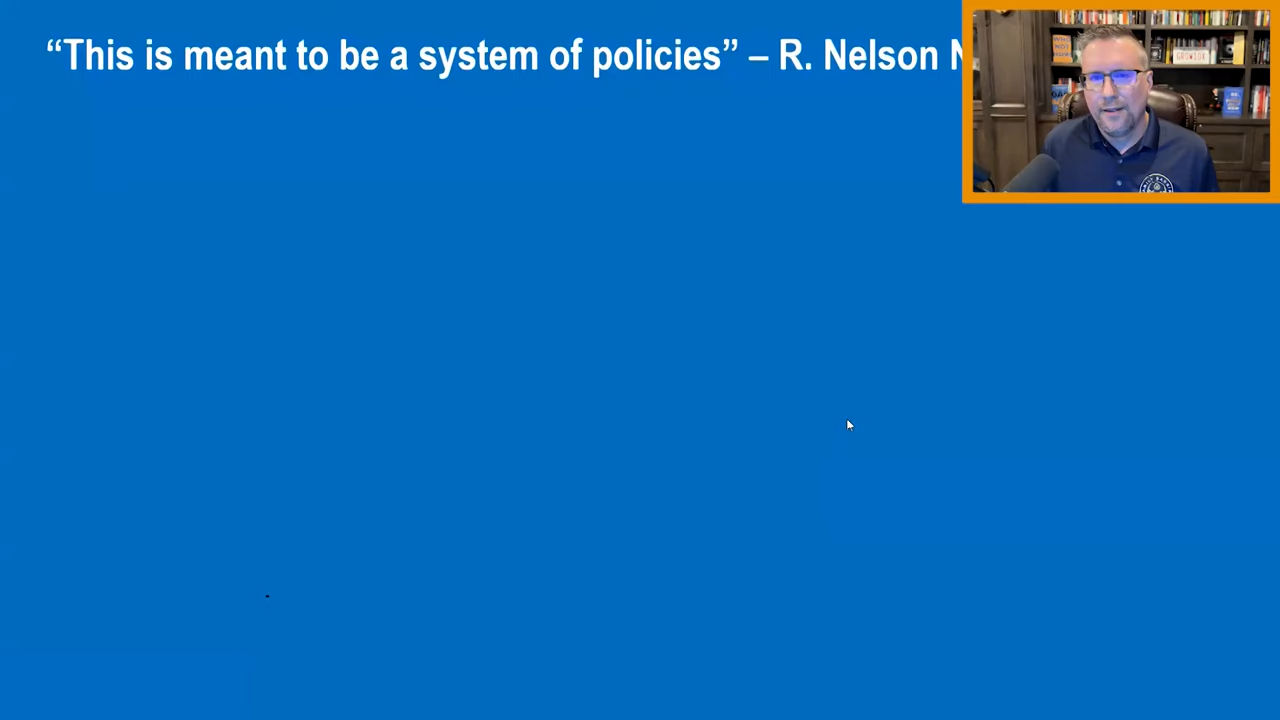 “This is meant to be a system of policies” – R. Nelson N